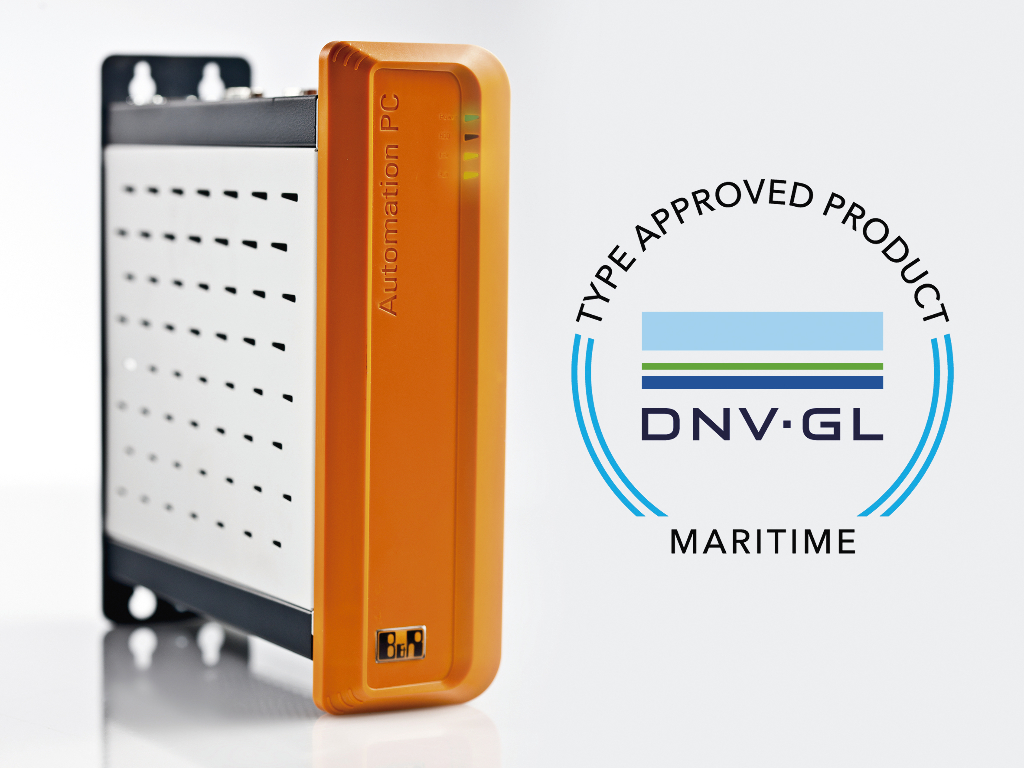 Automation PC
B&R
TYPE APPROVED PRODUCT
DNV·GL
MARITIME